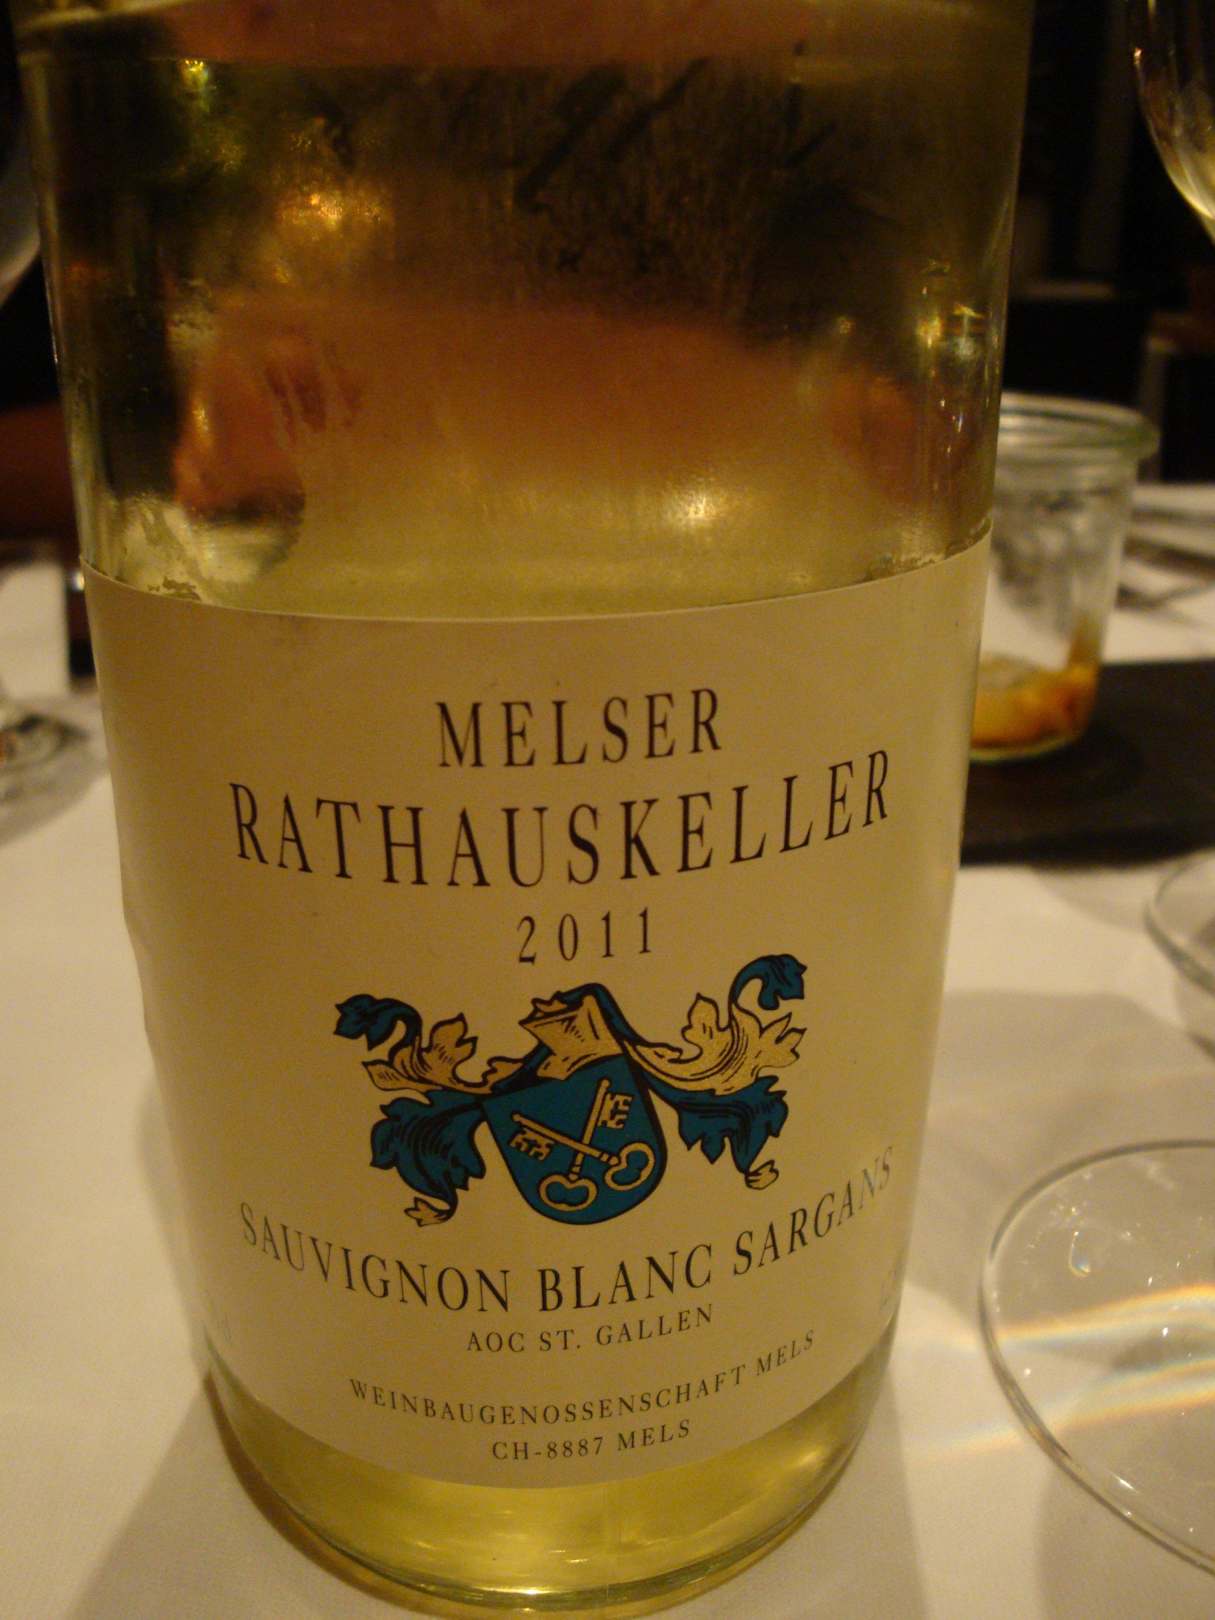 MELSER
RATHAUSKELLER
2011
SAUVIGNON BLANC SARGANS
AOC ST. GALLEN
WEINBAUGENOSSENSCHAFT MELS
CH-8887 MELS